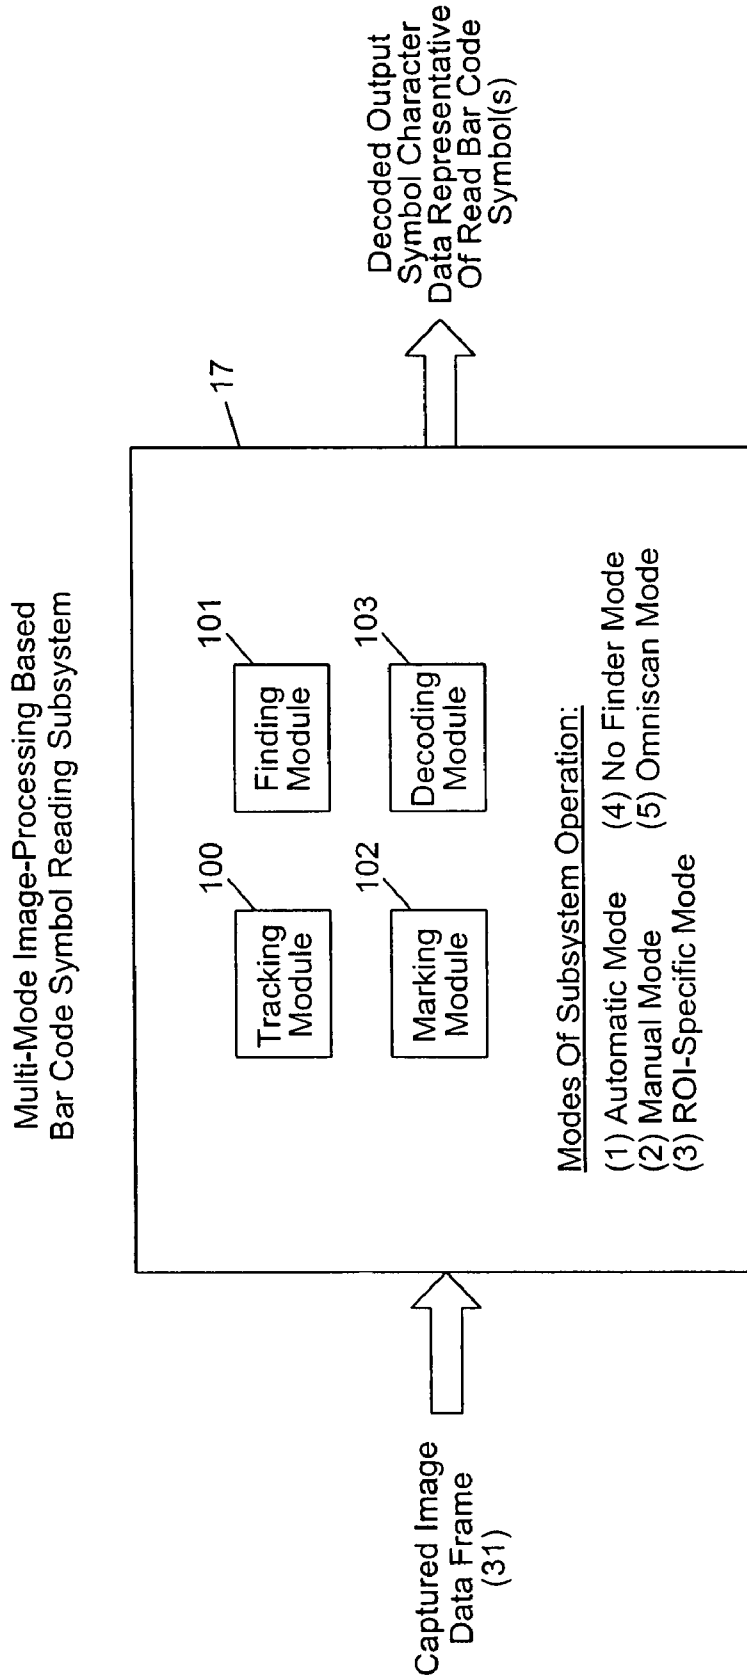 Multi-Mode Image-Processing Based
Bar Code Symbol Reading Subsystem
17
Captured Image
Data Frame
(31)
100
Tracking
Module
101
Finding
Module
102
Marking
Module
103
Decoding
Module
Modes Of Subsystem Operation:
(1) Automatic Mode
(2) Manual Mode
(3) ROI-Specific Mode
(4) No Finder Mode
(5) Omniscan Mode
Decoded Output
Symbol Character
Data Representative
Of Read Bar Code
Symbol(s)